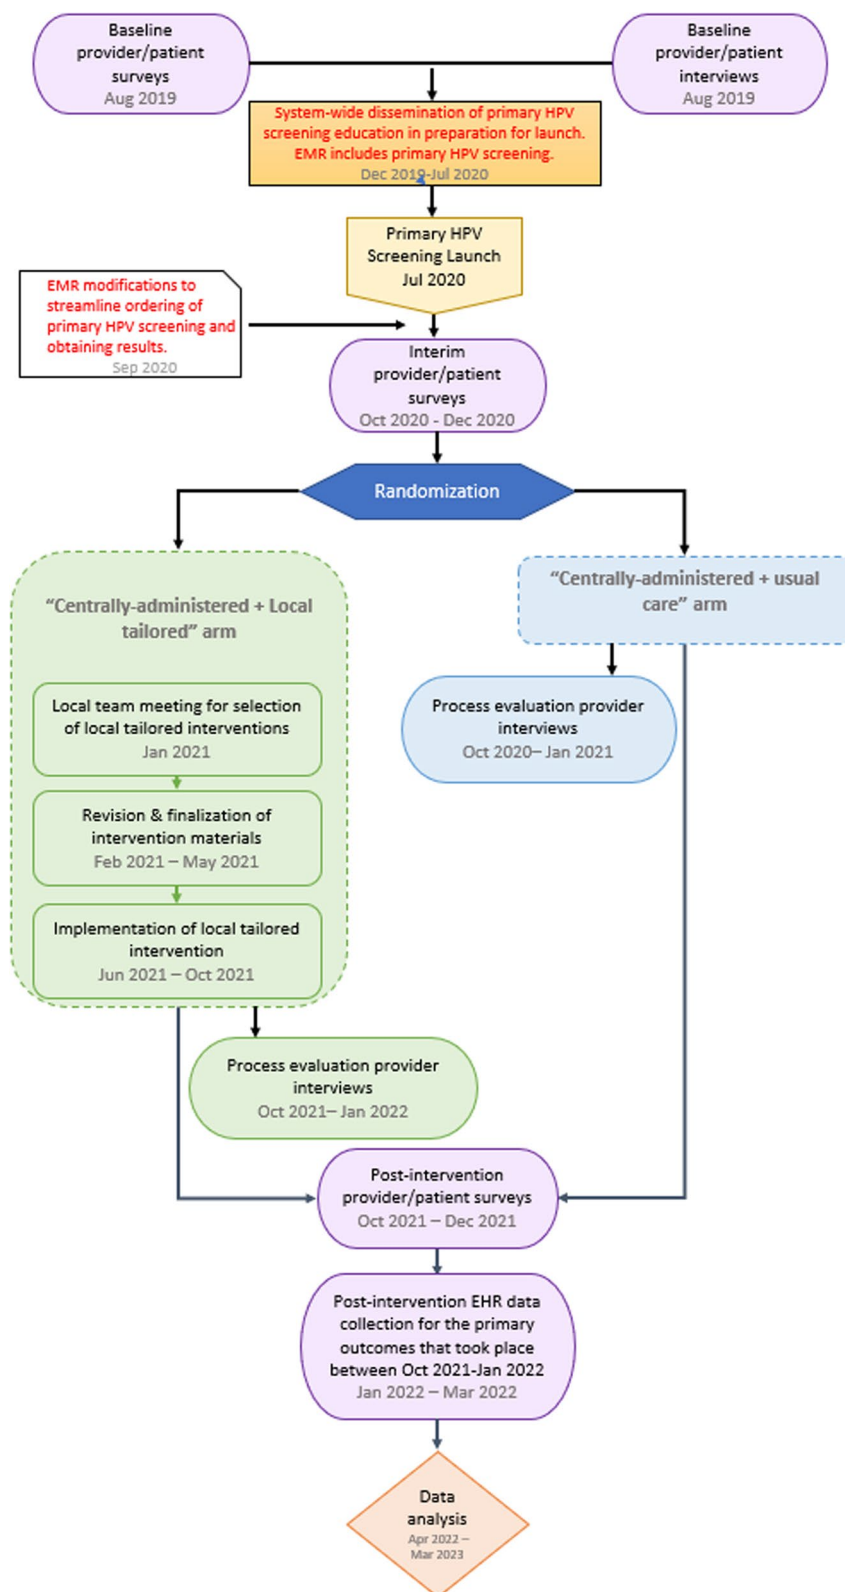 Baseline
provider/patient
surveys
Aug 2019
Baseline
provider/patient
interviews
Aug 2019
System-wide dissemination of primary HPV
screening education in preparation for launch.
EMR includes primary HPV screening.
Dec 2019-Jul 2020
Primary HPV
Screening Launch
Jul 2020
EMR modifications to
streamline ordering of
primary HPV screening and
obtaining results.
Sep 2020
Interim
provider/patient
surveys
Oct 2020 - Dec 2020
Randomization
“Centrally-administered + Local
tailored” arm
“Centrally-administered + usual
care” arm
Local team meeting for selection
of local tailored interventions
Jan 2021
Process evaluation provider
interviews
Oct 2020– Jan 2021
Revision & finalization of
intervention materials
Feb 2021 – May 2021
Implementation of local tailored
intervention
Jun 2021 – Oct 2021
Process evaluation provider
interviews
Oct 2021– Jan 2022
Post-intervention
provider/patient surveys
Oct 2021 – Dec 2021
Post-intervention EHR data
collection for the primary
outcomes that took place
between Oct 2021-Jan 2022
Jan 2022 – Mar 2022
Data
analysis
Apr 2022 –
Mar 2023